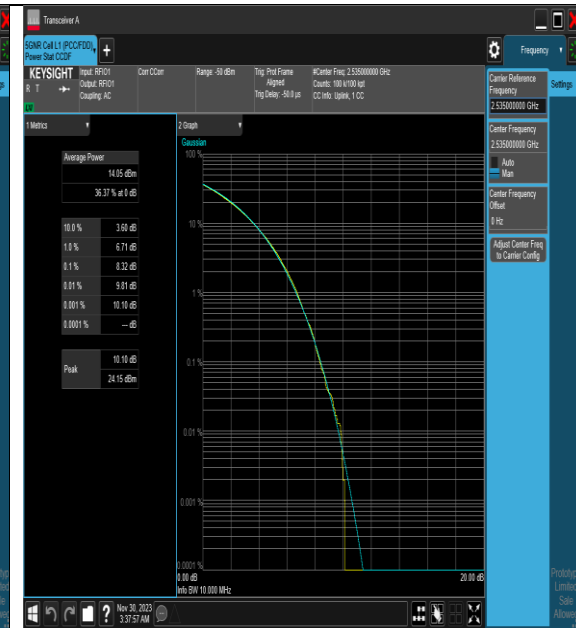 Transceiver A
5GNR Cell L1 (PCC/FDD),
Power Stat CCDF
+
Frequency
KEYSIGHT
R T
LXI
Input: RFIO1
Output: RFIO1
Coupling: AC
Corr CCorr
Range: -50 dBm
Trig: Prot Frame
Aligned
Trig Delay: -50.0 µs
#Center Freq: 2.535000000 GHz
Counts: 100 k/100 kpt
CC Info: Uplink, 1 CC
Carrier Reference
Frequency
2.535000000 GHz
Settings
Center Frequency
2.535000000 GHz
Auto
Man
Center Frequency
Offset
0 Hz
Adjust Center Freq
to Carrier Config
1 Metrics
Average Power
14.05 dBm
36.37 % at 0 dB
10.0 % 3.60 dB
1.0 % 6.71 dB
0.1 % 8.32 dB
0.01 % 9.81 dB
0.001 % 10.10 dB
0.0001 % --- dB
Peak
10.10 dB
24.15 dBm
2 Graph
Gaussian
100 %
10 %
1 %
0.1 %
0.01 %
0.001 %
0.0001 %
0.00 dB
20.00 dB
Info BW 10.000 MHz
?
Nov 30, 2023
3:37:57 AM